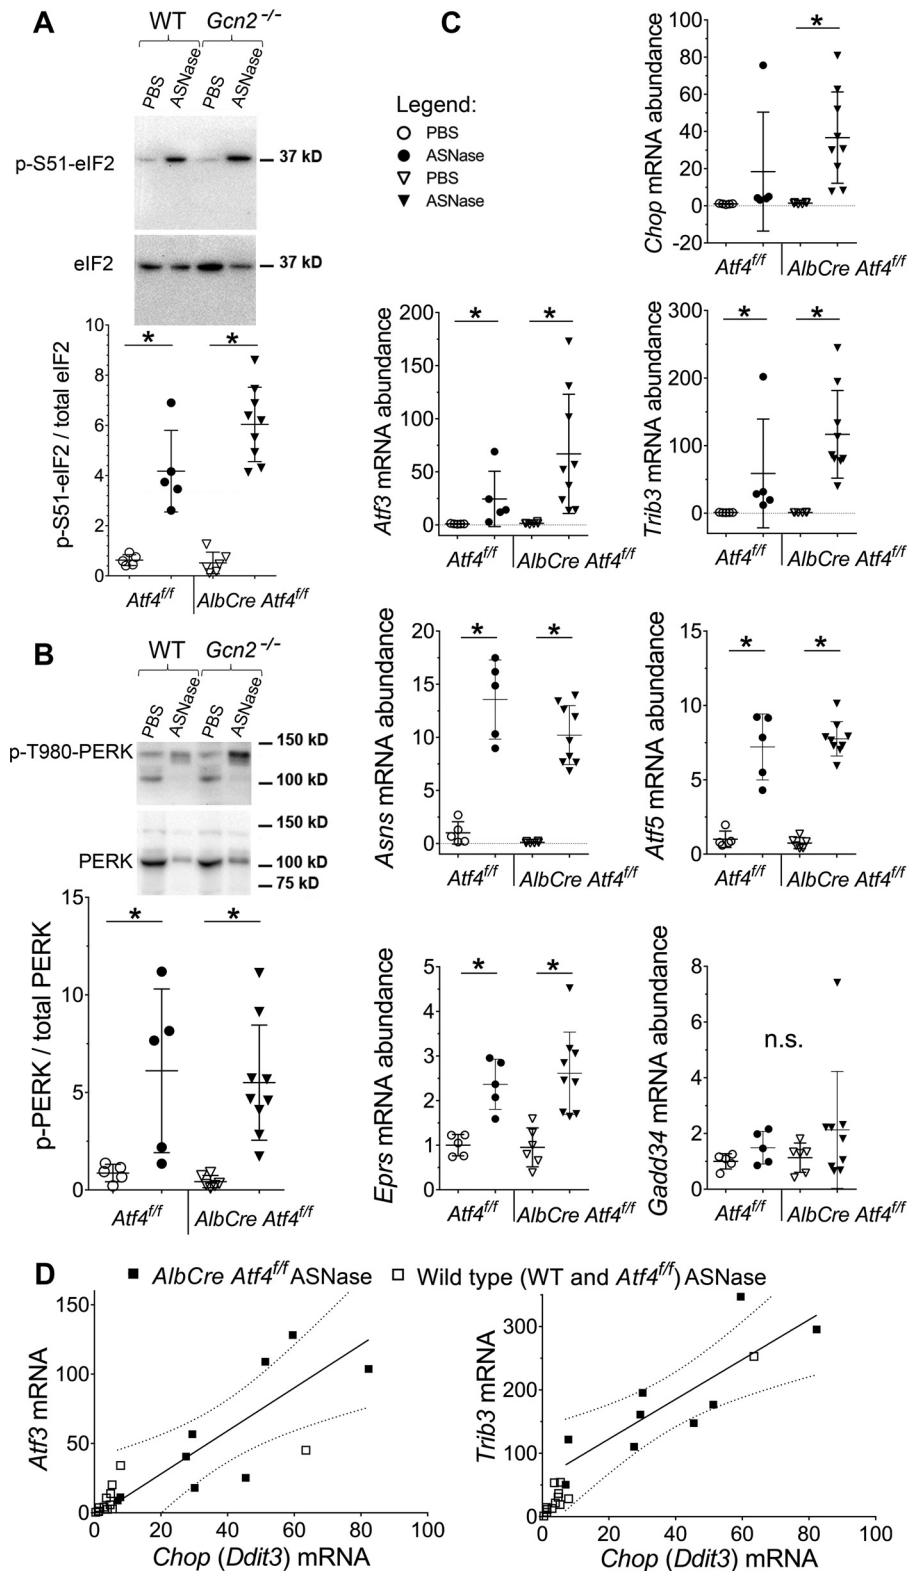 A
WT Gcn2 -/-
PBS ASNase PBS ASNase
p-S51-eIF2
37 kD
eIF2
37 kD
p-S51-eIF2 / total eIF2
10
8
6
4
2
0
* *
Atf4f/f AlbCre Atf4f/f
B
WT Gcn2 -/-
PBS ASNase PBS ASNase
p-T980-PERK
150 kD
100 kD
150 kD
PERK
100 kD
75 kD
p-PERK / total PERK
15
10
5
0
* *
Atf4f/f AlbCre Atf4f/f
C
Legend:
PBS
ASNase
PBS
ASNase
Chop mRNA abundance
100
80
60
40
20
0
-20
*
Atf4f/f AlbCre Atf4f/f
Atf3 mRNA abundance
200
150
100
50
0
* *
Atf4f/f AlbCre Atf4f/f
Trib3 mRNA abundance
300
200
100
0
* *
Atf4f/f AlbCre Atf4f/f
Asns mRNA abundance
20
15
10
5
0
* *
Atf4f/f AlbCre Atf4f/f
Atf5 mRNA abundance
15
10
5
0
* *
Atf4f/f AlbCre Atf4f/f
Eprs mRNA abundance
5
4
3
2
1
0
* *
Atf4f/f AlbCre Atf4f/f
Gadd34 mRNA abundance
8
6
4
2
0
n.s.
Atf4f/f AlbCre Atf4f/f
D
AlbCre Atf4f/f ASNase Wild type (WT and Atf4f/f) ASNase
Atf3 mRNA
150
100
50
0
0 20 40 60 80 100
Chop (Ddit3) mRNA
Trib3 mRNA
300
200
100
0
0 20 40 60 80 100
Chop (Ddit3) mRNA